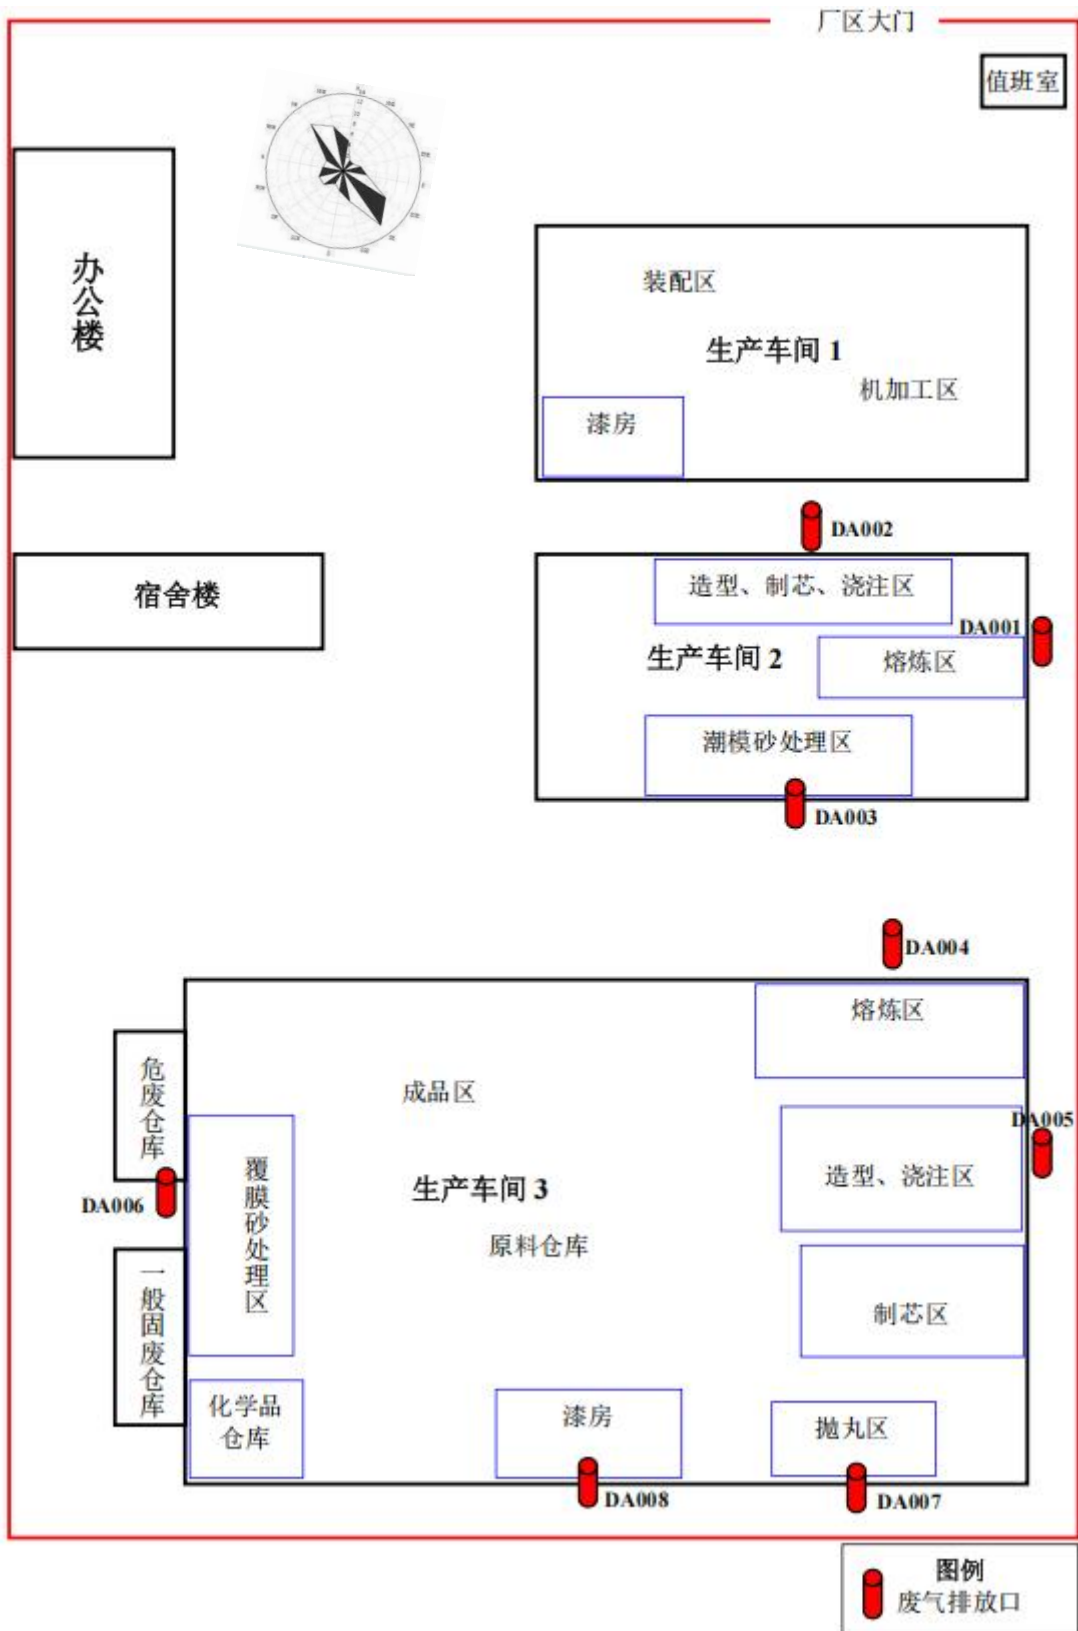 厂区大门
值班室
办公楼
装配区
生产车间 1
机加工区
漆房
DA002
宿舍楼
造型、制芯、浇注区
DA001
生产车间 2
熔炼区
潮模砂处理区
DA003
DA004
熔炼区
危废仓库
成品区
DA005
覆膜砂处理区
造型、浇注区
生产车间 3
DA006
原料仓库
一般固废仓库
制芯区
化学品
仓库
漆房
抛丸区
DA008
DA007
图例
废气排放口